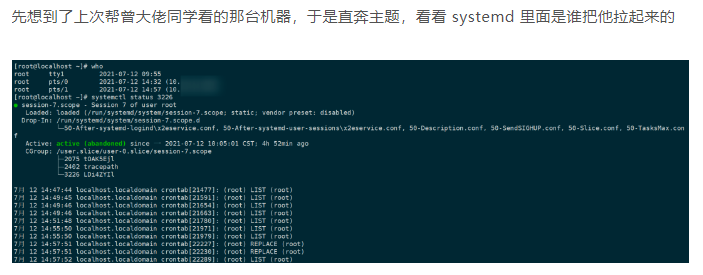 先想到了上次帮曾大佬同学看的那台机器，于是直奔主题，看看 systemd 里面是谁把他拉起来的
[root@localhost ~]# who
root     tty1         2021-07-12 09:55
root     pts/0        2021-07-12 14:32 (10.
root     pts/1        2021-07-12 14:22 (10.
[root@localhost ~]# systemctl status 3226
● session-7.scope - Session 7 of user root
Loaded: loaded (/run/systemd/system/session-7.scope; static; vendor preset: disabled)
Drop-In: /run/systemd/system/session-7.scope.d
└─50-After-systemd-logind\x2eservice.conf, 50-After-systemd-user-sessions\x2eservice.conf, 50-Description.conf, 50-SendSIGHUP.conf, 50-Slice.conf, 50-TasksMax.con
f
Active: active (abandoned) since 一 2021-07-12 10:05:01 CST; 4h 52min ago
CGroup: /user.slice/user-0.slice/session-7.scope
├─2075 tOAK5Ejl
├─2402 tracepath
└─3226 LDi4ZYIl
7月 12 14:47:44 localhost.localdomain crontab[21477]: (root) LIST (root)
7月 12 14:49:45 localhost.localdomain crontab[21591]: (root) LIST (root)
7月 12 14:49:46 localhost.localdomain crontab[21654]: (root) LIST (root)
7月 12 14:49:46 localhost.localdomain crontab[21663]: (root) LIST (root)
7月 12 14:51:48 localhost.localdomain crontab[21780]: (root) LIST (root)
7月 12 14:55:50 localhost.localdomain crontab[21971]: (root) LIST (root)
7月 12 14:55:50 localhost.localdomain crontab[21979]: (root) LIST (root)
7月 12 14:57:51 localhost.localdomain crontab[22227]: (root) REPLACE (root)
7月 12 14:57:51 localhost.localdomain crontab[22230]: (root) REPLACE (root)
7月 12 14:57:52 localhost.localdomain crontab[22289]: (root) LIST (root)